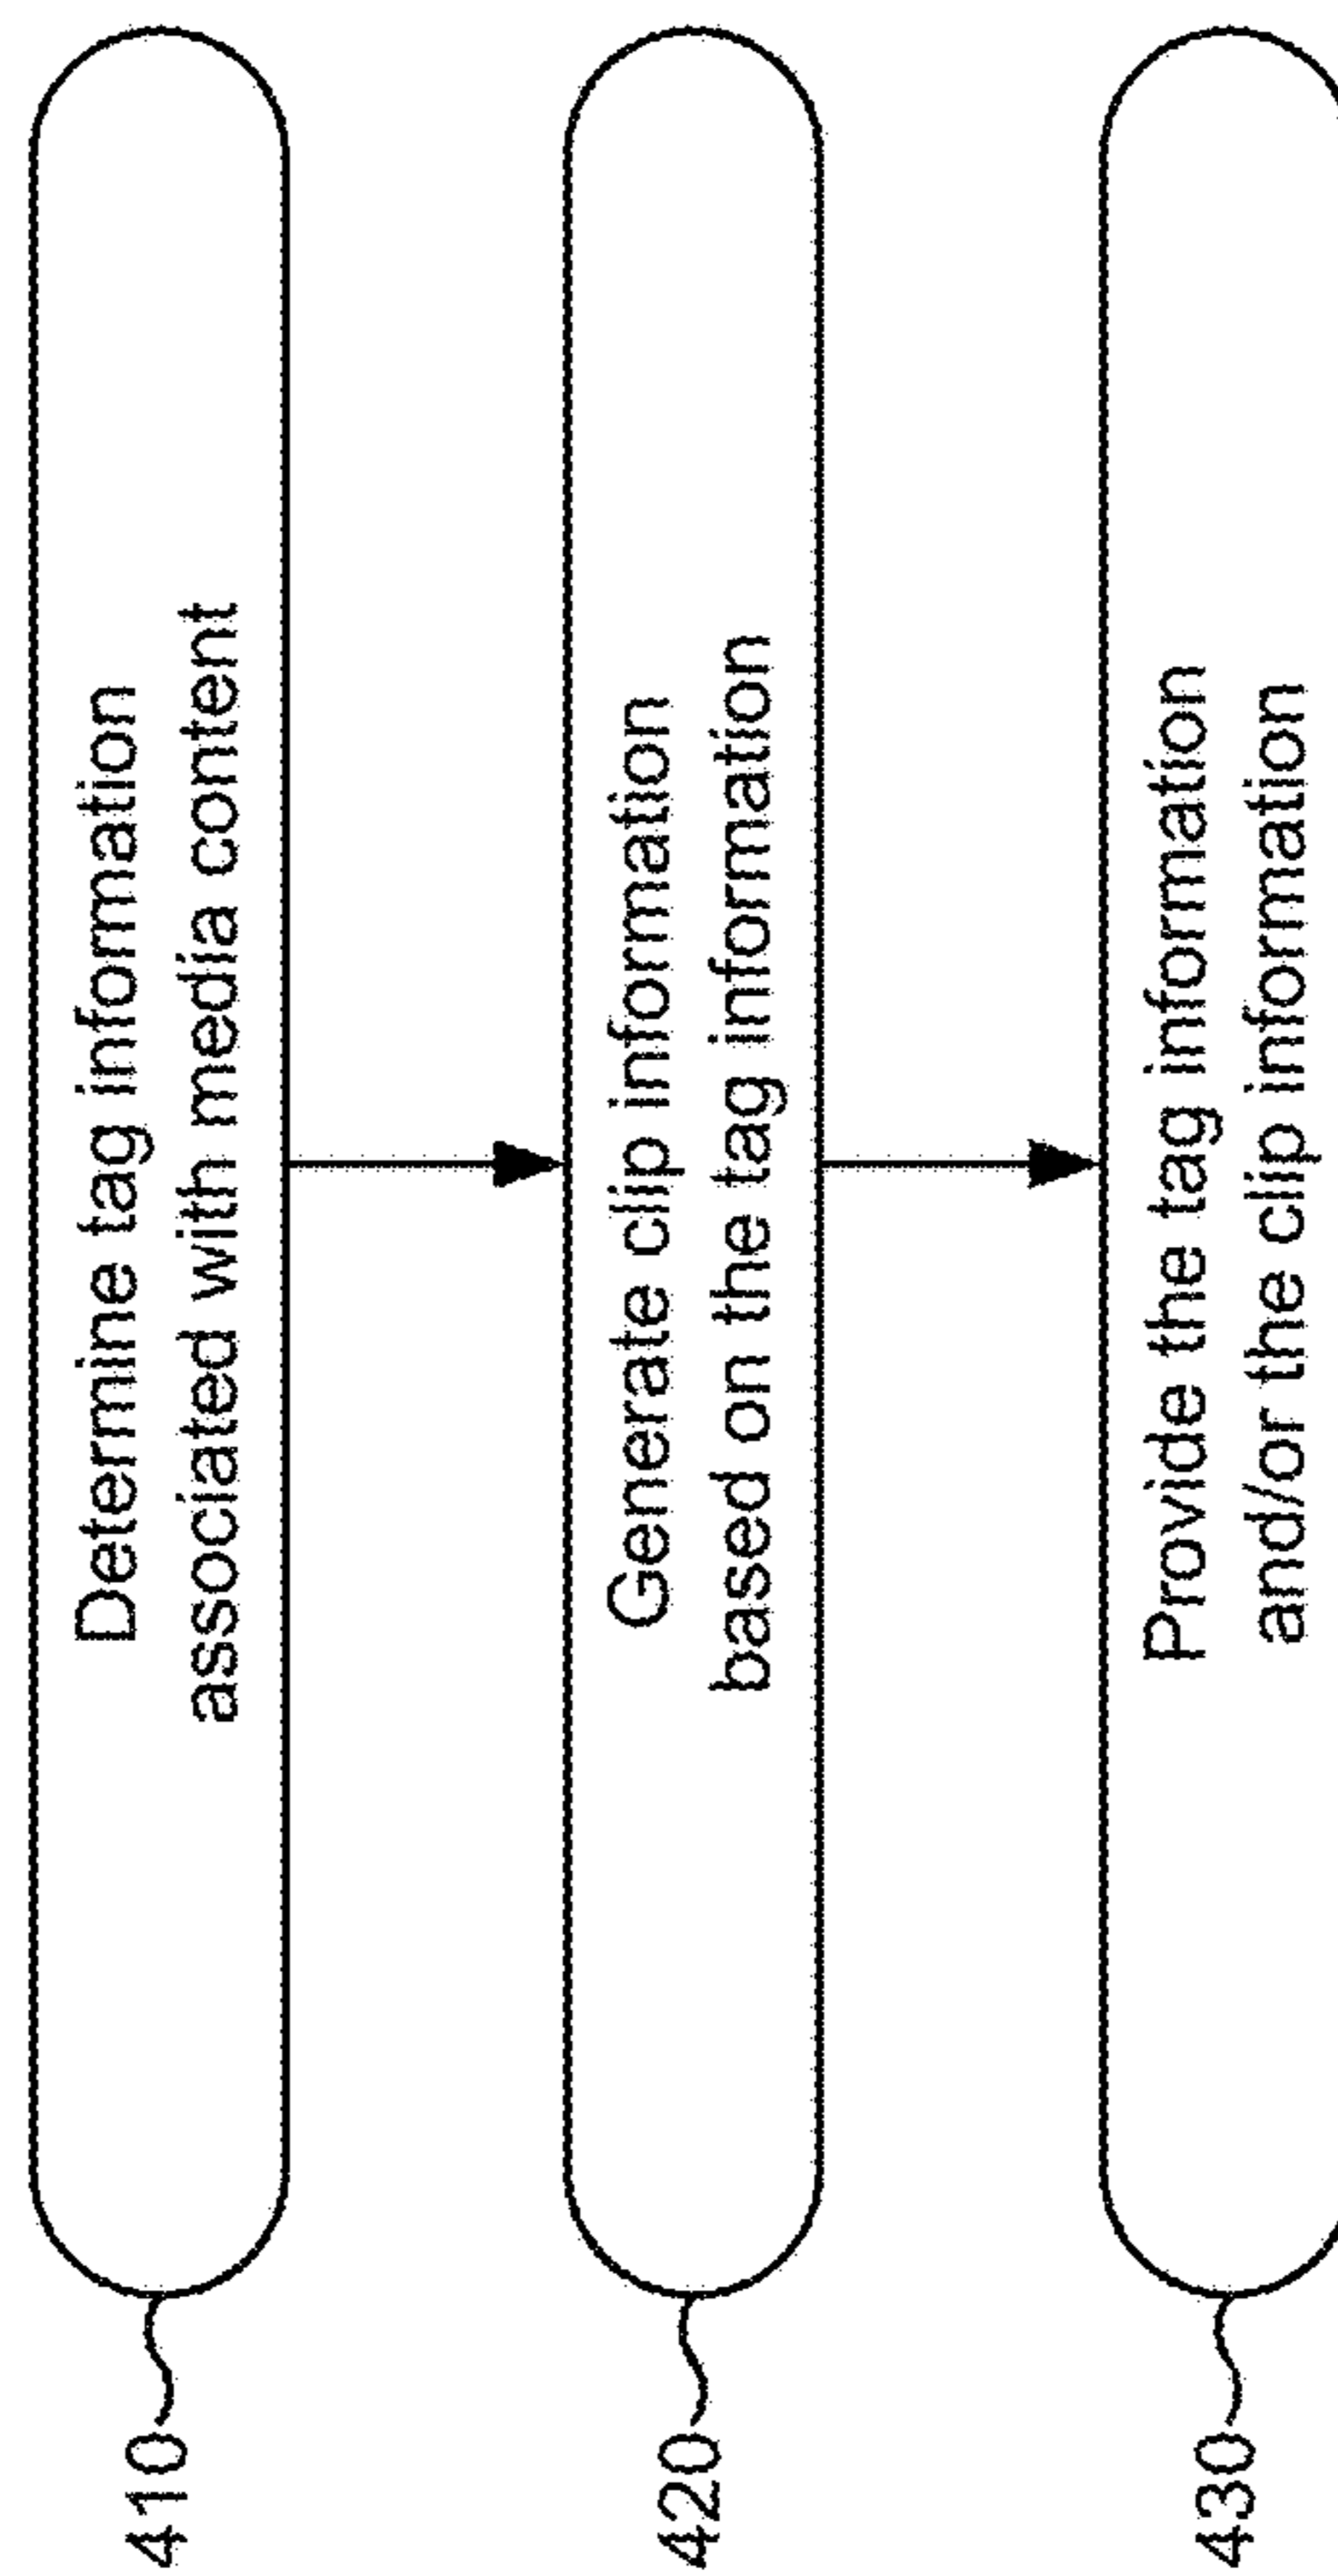 410
Determine tag information
associated with media content
420
Generate clip information
based on the tag information
430
Provide the tag information
and/or the clip information